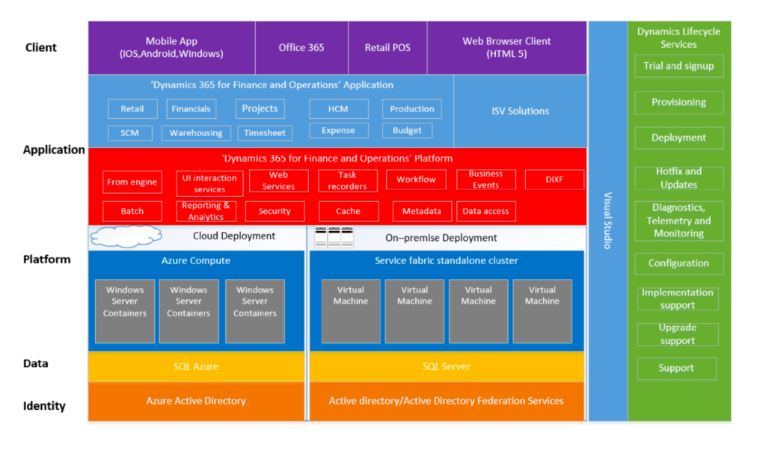 Client
Mobile App
(IOS,Android,WIndows)
Office 365
Retail POS
Web Browser Client
(HTML 5)
Application
'Dynamics 365 for Finance and Operations' Application
Retail
Financials
Projects
HCM
Production
SCM
Warehousing
Timesheet
Expense
Budget
ISV Solutions
'Dynamics 365 for Finance and Operations' Platform
From engine
UI interaction
services
Web
Services
Task
recorders
Workflow
Business
Events
DIXF
Batch
Reporting &
Analytics
Security
Cache
Metadata
Data access
Platform
Cloud Deployment
On–premise Deployment
Azure Compute
Service fabric standalone cluster
Windows
Server
Containers
Windows
Server
Containers
Windows
Server
Containers
Virtual
Machine
Virtual
Machine
Virtual
Machine
Virtual
Machine
Data
SQL Azure
SQL Server
Identity
Azure Active Directory
Active directory/Active Directory Federation Services
Visual Studio
Dynamics Lifecycle
Services
Trial and signup
Provisioning
Deployment
Hotfix and
Updates
Diagnostics,
Telemetry and
Monitoring
Configuration
Implementation
support
Upgrade
support
Support